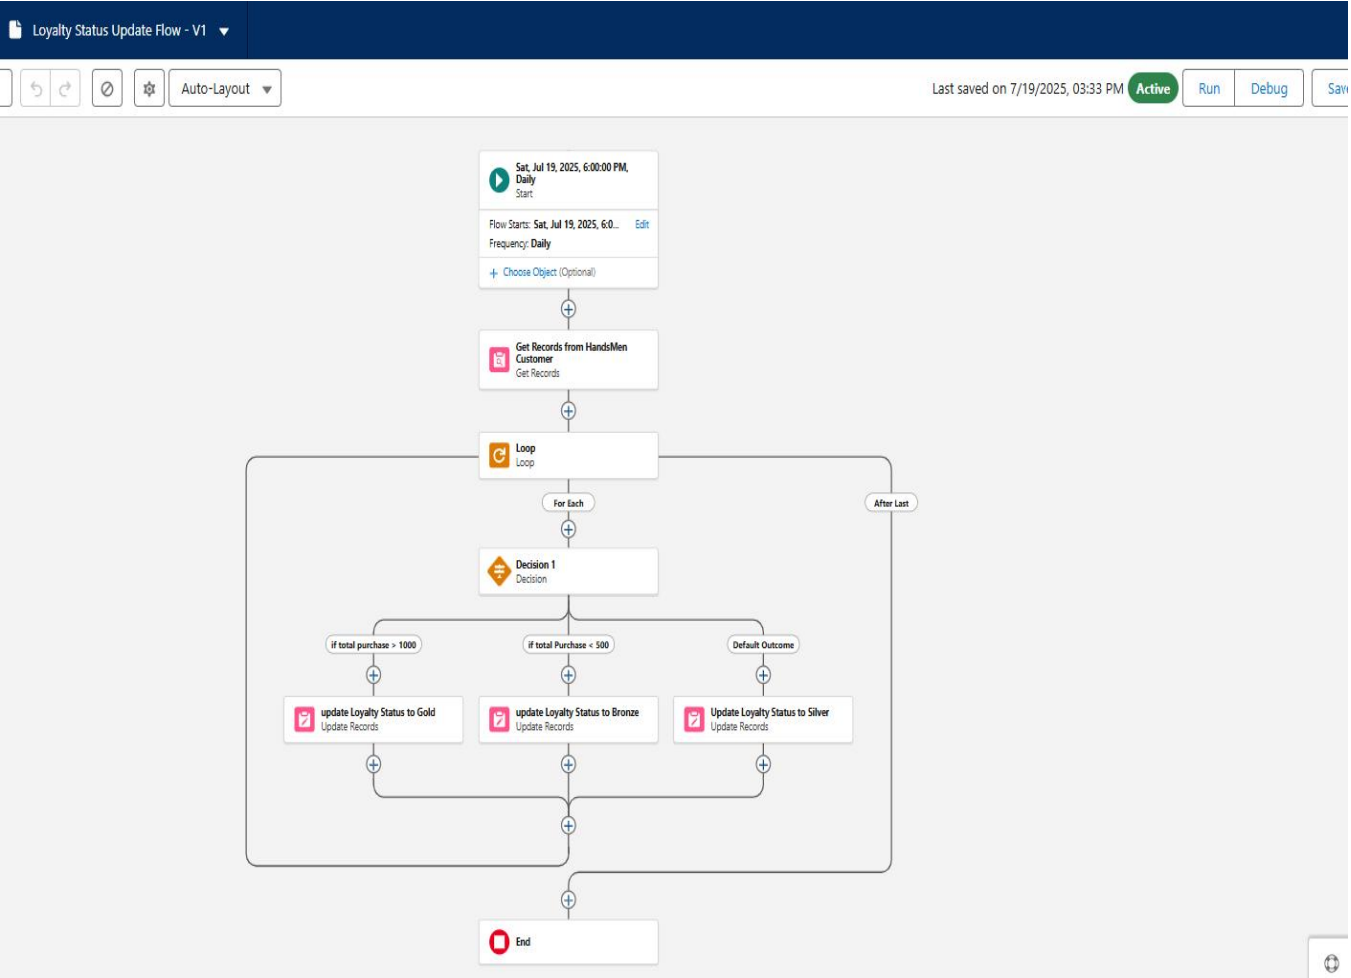 Loyalty Status Update Flow - V1
Auto-Layout
Last saved on 7/19/2025, 03:33 PM
Active
Run
Debug
Save
Sat, Jul 19, 2025, 6:00:00 PM,
Daily
Start
Flow Starts: Sat, Jul 19, 2025, 6:0...
Edit
Frequency: Daily
+ Choose Object (Optional)
Get Records from HandsMen
Customer
Get Records
Loop
Loop
For Each
After Last
Decision 1
Decision
if total purchase > 1000
if total Purchase < 500
Default Outcome
update Loyalty Status to Gold
Update Records
update Loyalty Status to Bronze
Update Records
Update Loyalty Status to Silver
Update Records
End